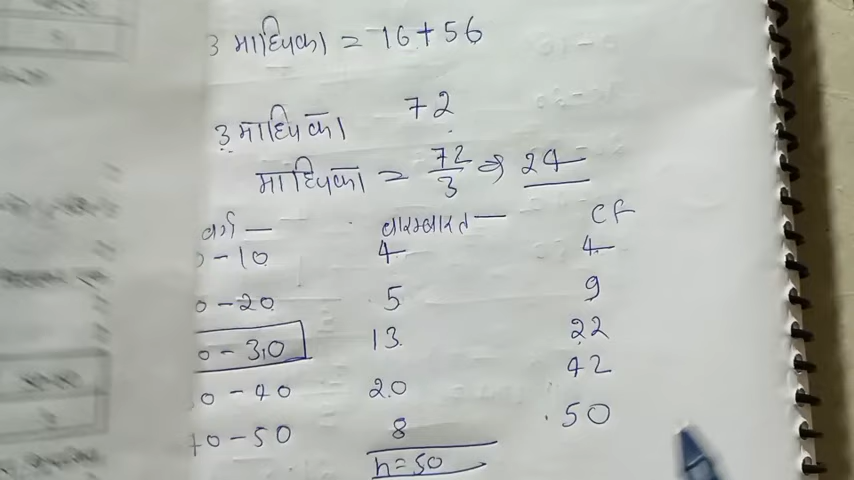 3 माध्यिका = 16+56
72
3 माध्यिका
माध्यिका = 72/3 ⇒ 24
वर्ग — बारम्बारता — CF
0-10 4 4
0-20 5 9
0-30 13 22
0-40 20 42
40-50 8 50
n=50